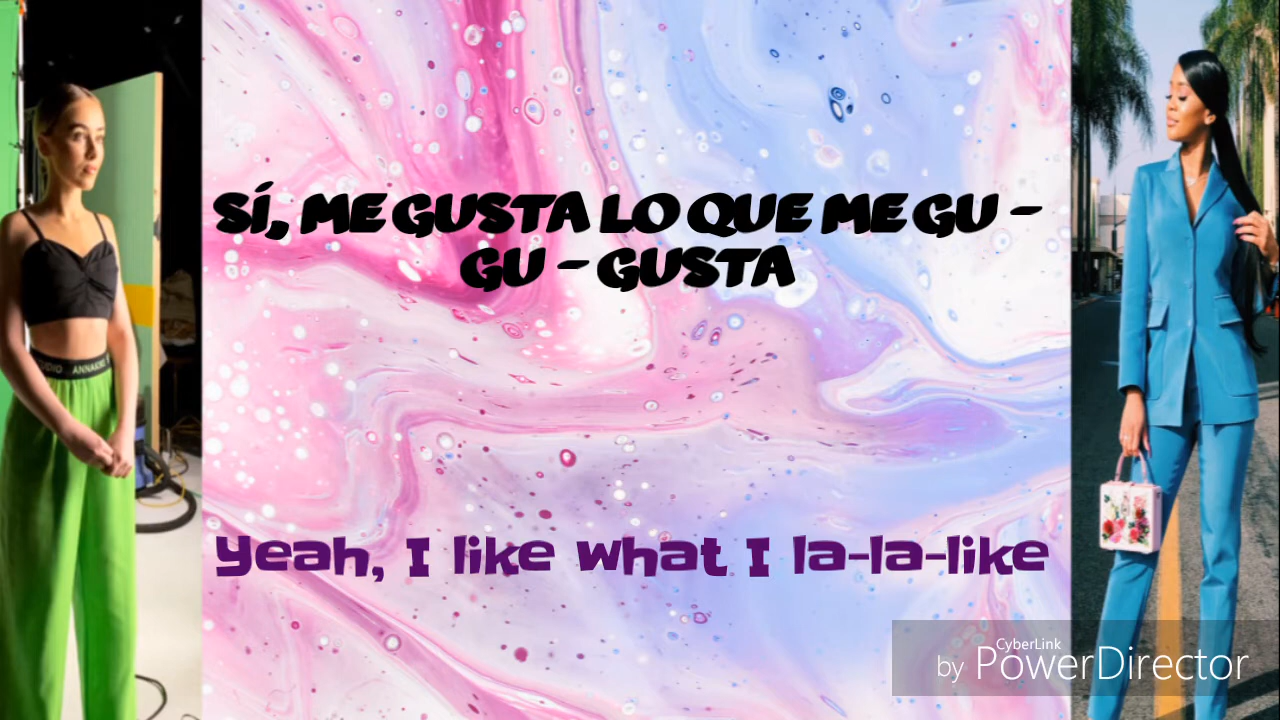 SÍ, ME GUSTA LO QUE ME GU -
GU - GUSTA
Yeah, I like what I la-la-like
CyberLink
by PowerDirector